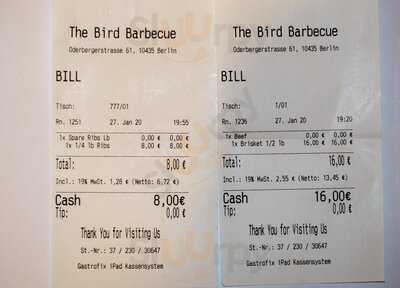 The Bird Barbecue
Oderbergerstrasse 61, 10435 Berlin
BILL
Tisch: 777/01
Rn. 1251 27. Jan 20 19:55
1x Spare Ribs Lb 0,00 € 0,00 €
1x 1/4 lb Ribs 8,00 € 8,00 €
Total: 8,00 €
Incl.: 19% MwSt. 1,28 € (Netto: 6,72 €)
Cash 8,00€
Tip: 0,00 €
Thank You for Visiting Us
St.-Nr.: 37 / 230 / 30647
Gastrofix iPad Kassensystem
The Bird Barbecue
Oderbergerstrasse 61, 10435 Berlin
BILL
Tisch: 1/01
Rn. 1236 27. Jan 20 19:20
1x Beef 0,00 € 0,00 €
1x Brisket 1/2 lb 16,00 € 16,00 €
Total: 16,00 €
Incl.: 19% MwSt. 2,55 € (Netto: 13,45 €)
Cash 16,00€
Tip: 0,00 €
Thank You for Visiting Us
St.-Nr.: 37 / 230 / 30647
Gastrofix iPad Kassensystem